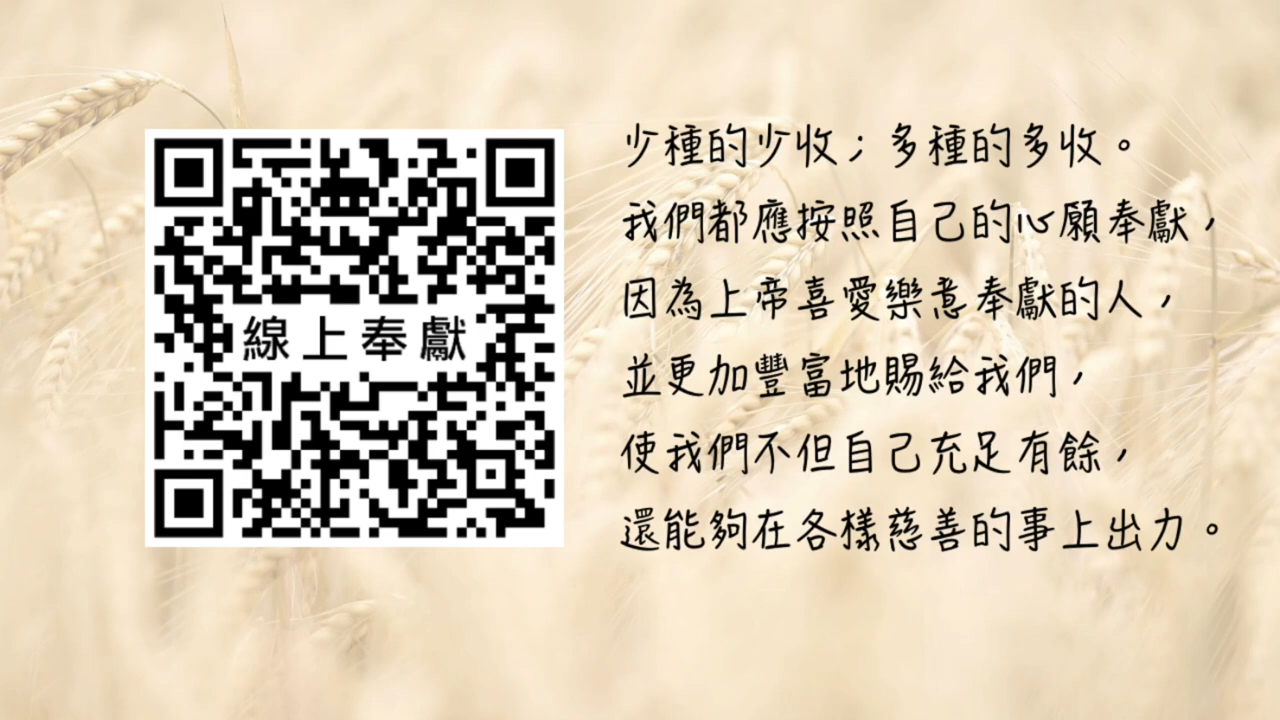 線上奉獻
少種的少收；多種的多收。
我們都應按照自己的心願奉獻，
因為上帝喜愛樂意奉獻的人，
並更加豐富地賜給我們，
使我們不但自己充足有餘，
還能夠在各樣慈善的事上出力。